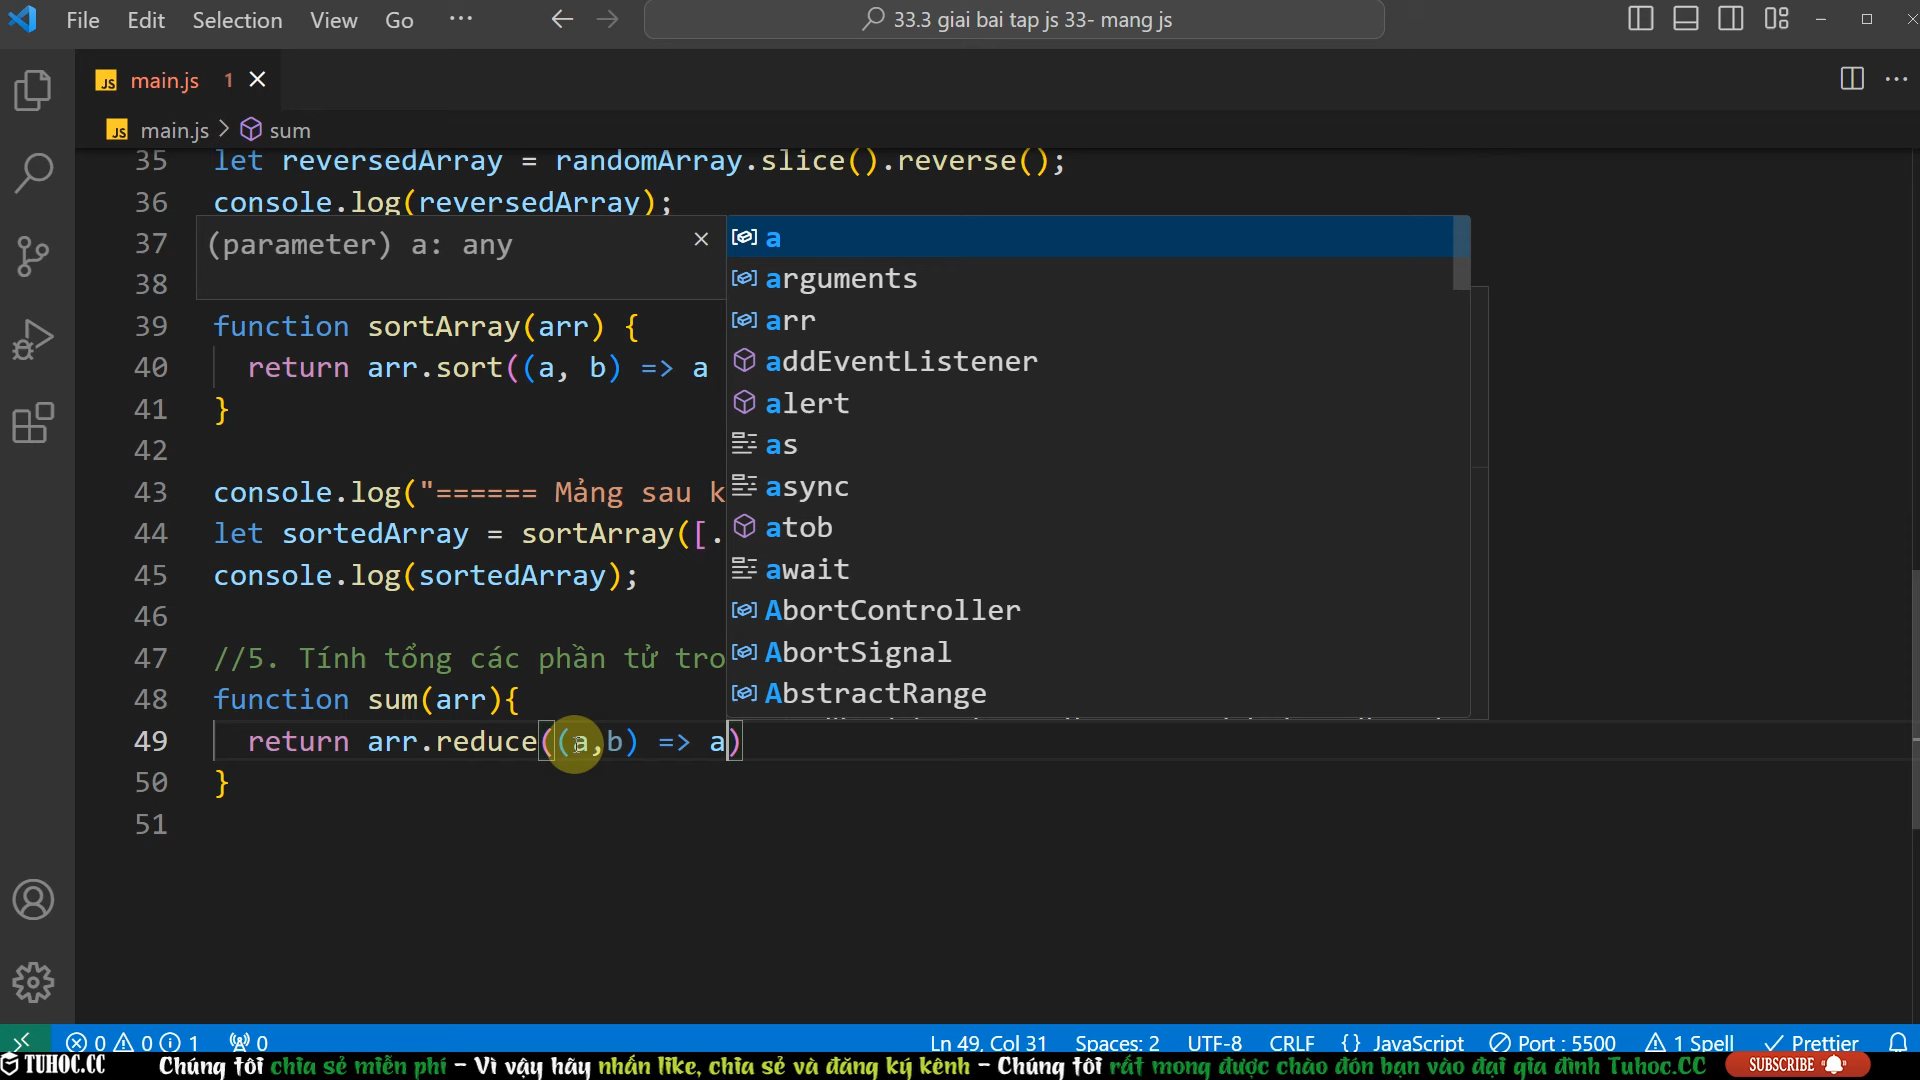 File Edit Selection View Go ··· 33.3 giai bai tap js 33- mang js
JS main.js 1
JS main.js > sum
35 let reversedArray = randomArray.slice().reverse();
36 console.log(reversedArray);
37
38
(parameter) a: any
39 function sortArray(arr) {
40 return arr.sort((a, b) => a
41 }
42
43 console.log("====== Mảng sau k
44 let sortedArray = sortArray([.
45 console.log(sortedArray);
46
47 //5. Tính tổng các phần tử tro
48 function sum(arr){
49 return arr.reduce((a,b) => a)
50 }
51
a
arguments
arr
addEventListener
alert
as
async
atob
await
AbortController
AbortSignal
AbstractRange
0 0 1 0 Ln 49, Col 31 Spaces: 2 UTF-8 CRLF {} JavaScript Port : 5500 1 Spell Prettier
TUHOC.CC Chúng tôi chia sẻ miễn phí - Vì vậy hãy nhấn like, chia sẻ và đăng ký kênh - Chúng tôi rất mong được chào đón bạn vào đại gia đình Tuhoc.CC SUBSCRIBE